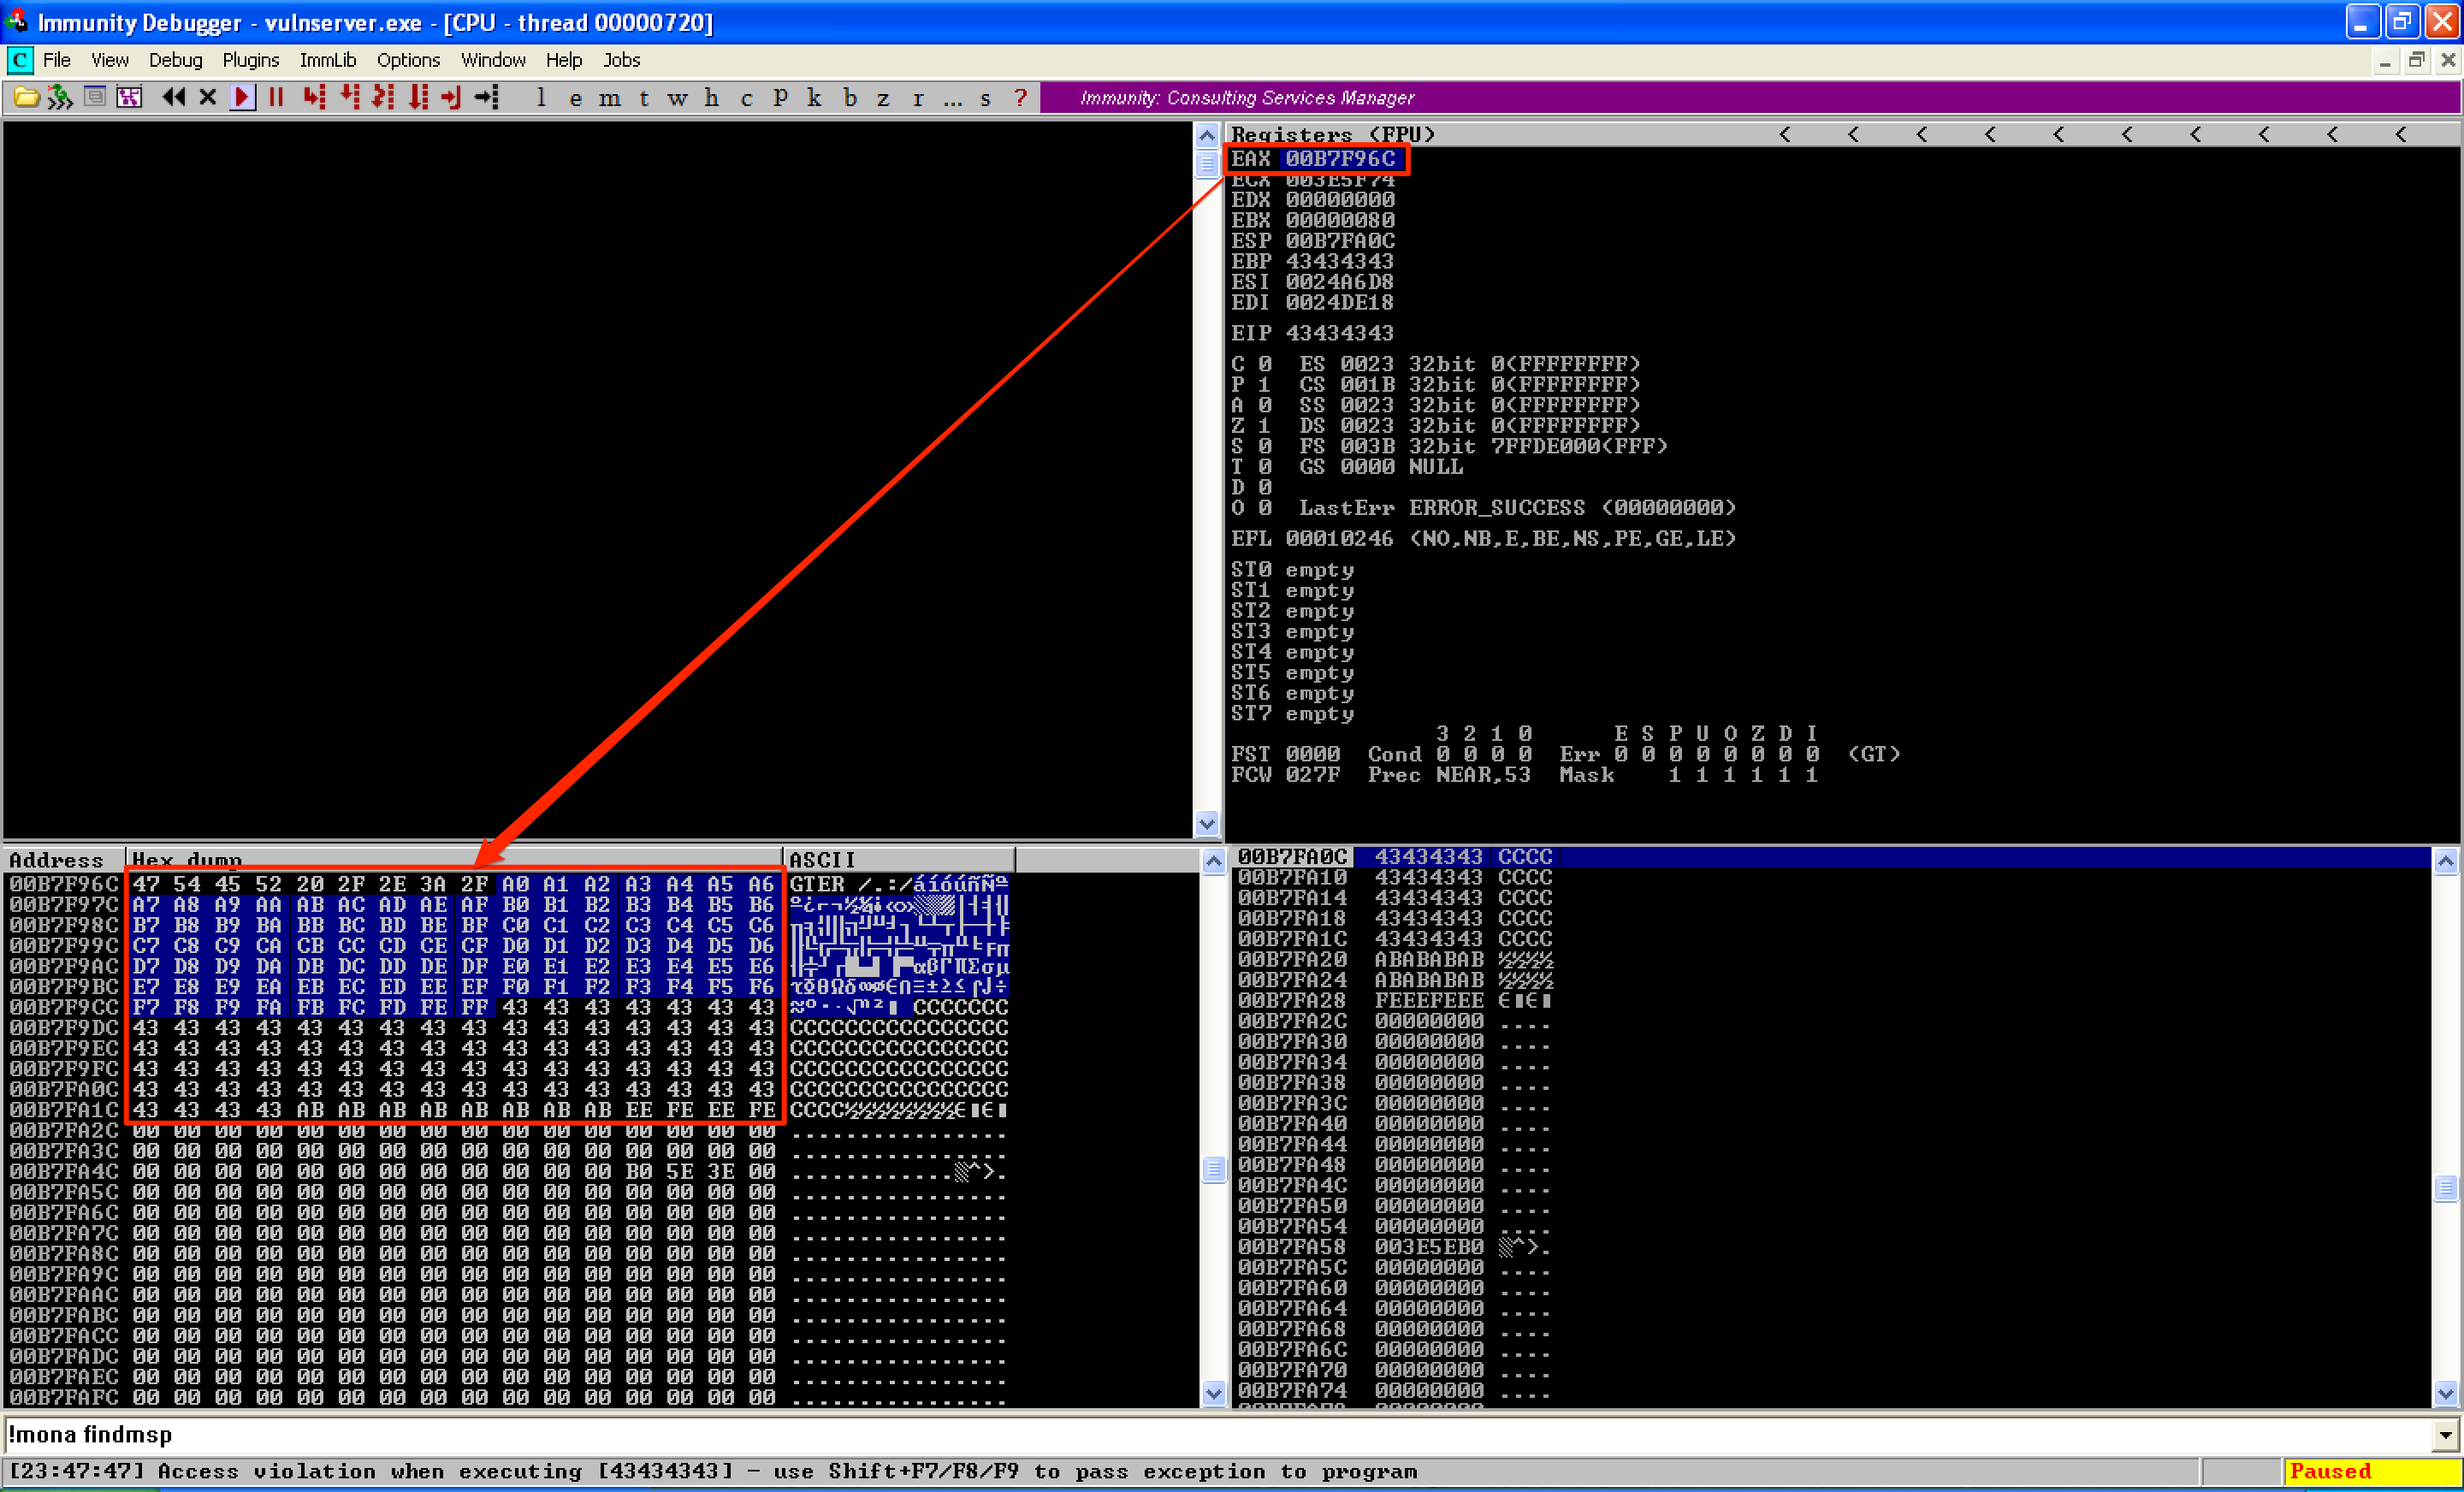 Immunity Debugger - vulnserver.exe - [CPU - thread 00000720]
C File View Debug Plugins ImmLib Options Window Help Jobs
l e m t w h c P k b z r ... s ? Immunity: Consulting Services Manager
Registers (FPU) < < < < < < < < < <
EAX 00B7F96C
ECX 003E5F74
EDX 00000000
EBX 00000080
ESP 00B7FA0C
EBP 43434343
ESI 0024A6D8
EDI 0024DE18
EIP 43434343
C 0 ES 0023 32bit 0(FFFFFFFF)
P 1 CS 001B 32bit 0(FFFFFFFF)
A 0 SS 0023 32bit 0(FFFFFFFF)
Z 1 DS 0023 32bit 0(FFFFFFFF)
S 0 FS 003B 32bit 7FFDE000(FFF)
T 0 GS 0000 NULL
D 0
O 0 LastErr ERROR_SUCCESS (00000000)
EFL 00010246 (NO,NB,E,BE,NS,PE,GE,LE)
ST0 empty
ST1 empty
ST2 empty
ST3 empty
ST4 empty
ST5 empty
ST6 empty
ST7 empty
3 2 1 0 E S P U O Z D I
FST 0000 Cond 0 0 0 0 Err 0 0 0 0 0 0 0 0 (GT)
FCW 027F Prec NEAR,53 Mask 1 1 1 1 1 1
Address Hex dump ASCII
00B7F96C 47 54 45 52 20 2F 2E 3A 2F A0 A1 A2 A3 A4 A5 A6 GTER /.:/áíóúñÑª
00B7F97C A7 A8 A9 AA AB AC AD AE AF B0 B1 B2 B3 B4 B5 B6
00B7F98C B7 B8 B9 BA BB BC BD BE BF C0 C1 C2 C3 C4 C5 C6
00B7F99C C7 C8 C9 CA CB CC CD CE CF D0 D1 D2 D3 D4 D5 D6
00B7F9AC D7 D8 D9 DA DB DC DD DE DF E0 E1 E2 E3 E4 E5 E6
00B7F9BC E7 E8 E9 EA EB EC ED EE EF F0 F1 F2 F3 F4 F5 F6
00B7F9CC F7 F8 F9 FA FB FC FD FE FF 43 43 43 43 43 43 43 CCCCCCC
00B7F9DC 43 43 43 43 43 43 43 43 43 43 43 43 43 43 43 43 CCCCCCCCCCCCCCCC
00B7F9EC 43 43 43 43 43 43 43 43 43 43 43 43 43 43 43 43 CCCCCCCCCCCCCCCC
00B7F9FC 43 43 43 43 43 43 43 43 43 43 43 43 43 43 43 43 CCCCCCCCCCCCCCCC
00B7FA0C 43 43 43 43 43 43 43 43 43 43 43 43 43 43 43 43 CCCCCCCCCCCCCCCC
00B7FA1C 43 43 43 43 AB AB AB AB AB AB AB AB EE FE EE FE CCCC½½½½½½½½
00B7FA2C 00 00 00 00 00 00 00 00 00 00 00 00 00 00 00 00 ................
00B7FA3C 00 00 00 00 00 00 00 00 00 00 00 00 00 00 00 00 ................
00B7FA4C 00 00 00 00 00 00 00 00 00 00 00 00 B0 5E 3E 00 ............░^>.
00B7FA5C 00 00 00 00 00 00 00 00 00 00 00 00 00 00 00 00 ................
00B7FA6C 00 00 00 00 00 00 00 00 00 00 00 00 00 00 00 00 ................
00B7FA7C 00 00 00 00 00 00 00 00 00 00 00 00 00 00 00 00 ................
00B7FA8C 00 00 00 00 00 00 00 00 00 00 00 00 00 00 00 00 ................
00B7FA9C 00 00 00 00 00 00 00 00 00 00 00 00 00 00 00 00 ................
00B7FAAC 00 00 00 00 00 00 00 00 00 00 00 00 00 00 00 00 ................
00B7FABC 00 00 00 00 00 00 00 00 00 00 00 00 00 00 00 00 ................
00B7FACC 00 00 00 00 00 00 00 00 00 00 00 00 00 00 00 00 ................
00B7FADC 00 00 00 00 00 00 00 00 00 00 00 00 00 00 00 00 ................
00B7FAEC 00 00 00 00 00 00 00 00 00 00 00 00 00 00 00 00 ................
00B7FAFC 00 00 00 00 00 00 00 00 00 00 00 00 00 00 00 00 ................
00B7FA0C 43434343 CCCC
00B7FA10 43434343 CCCC
00B7FA14 43434343 CCCC
00B7FA18 43434343 CCCC
00B7FA1C 43434343 CCCC
00B7FA20 ABABABAB ½½½½
00B7FA24 ABABABAB ½½½½
00B7FA28 FEEEFEEE
00B7FA2C 00000000 ....
00B7FA30 00000000 ....
00B7FA34 00000000 ....
00B7FA38 00000000 ....
00B7FA3C 00000000 ....
00B7FA40 00000000 ....
00B7FA44 00000000 ....
00B7FA48 00000000 ....
00B7FA4C 00000000 ....
00B7FA50 00000000 ....
00B7FA54 00000000 ....
00B7FA58 003E5EB0 ░^>.
00B7FA5C 00000000 ....
00B7FA60 00000000 ....
00B7FA64 00000000 ....
00B7FA68 00000000 ....
00B7FA6C 00000000 ....
00B7FA70 00000000 ....
00B7FA74 00000000 ....
!mona findmsp
[23:47:47] Access violation when executing [43434343] - use Shift+F7/F8/F9 to pass exception to program
Paused